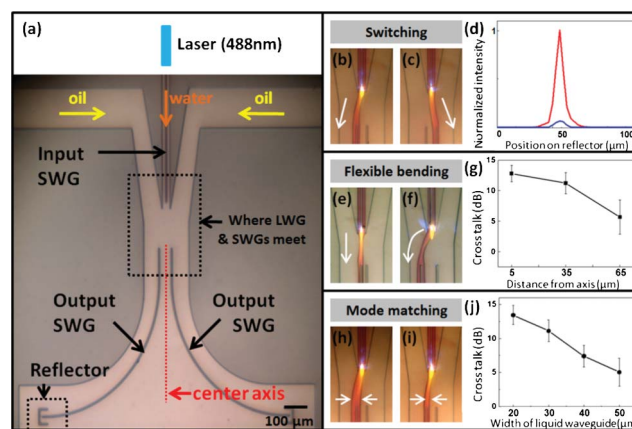 (a)
Laser (488nm)
oil
water
oil
Input
SWG
Where LWG
& SWGs meet
Output
SWG
Output
SWG
Reflector
center axis
100 μm
Switching
(b)
(c)
(d)
Normalized intensity
1
0
50
100
Position on reflector (μm)
Flexible bending
(e)
(f)
(g)
Cross talk (dB)
15
10
5
0
5
35
65
Distance from axis(μm)
Mode matching
(h)
(i)
(j)
Cross talk (dB)
15
10
5
0
20
30
40
50
Width of liquid waveguide(μm)